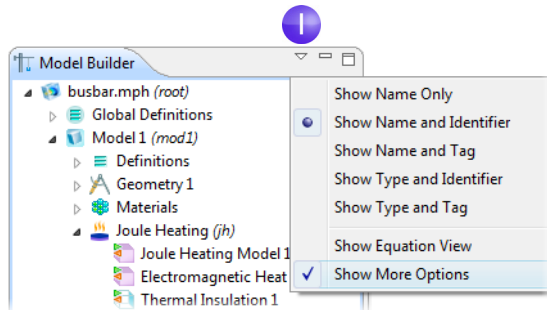 1
Model Builder
busbar.mph (root)
Global Definitions
Model 1 (mod1)
Definitions
Geometry 1
Materials
Joule Heating (jh)
Joule Heating Model 1
Electromagnetic Heat
Thermal Insulation 1
Show Name Only
Show Name and Identifier
Show Name and Tag
Show Type and Identifier
Show Type and Tag
Show Equation View
Show More Options